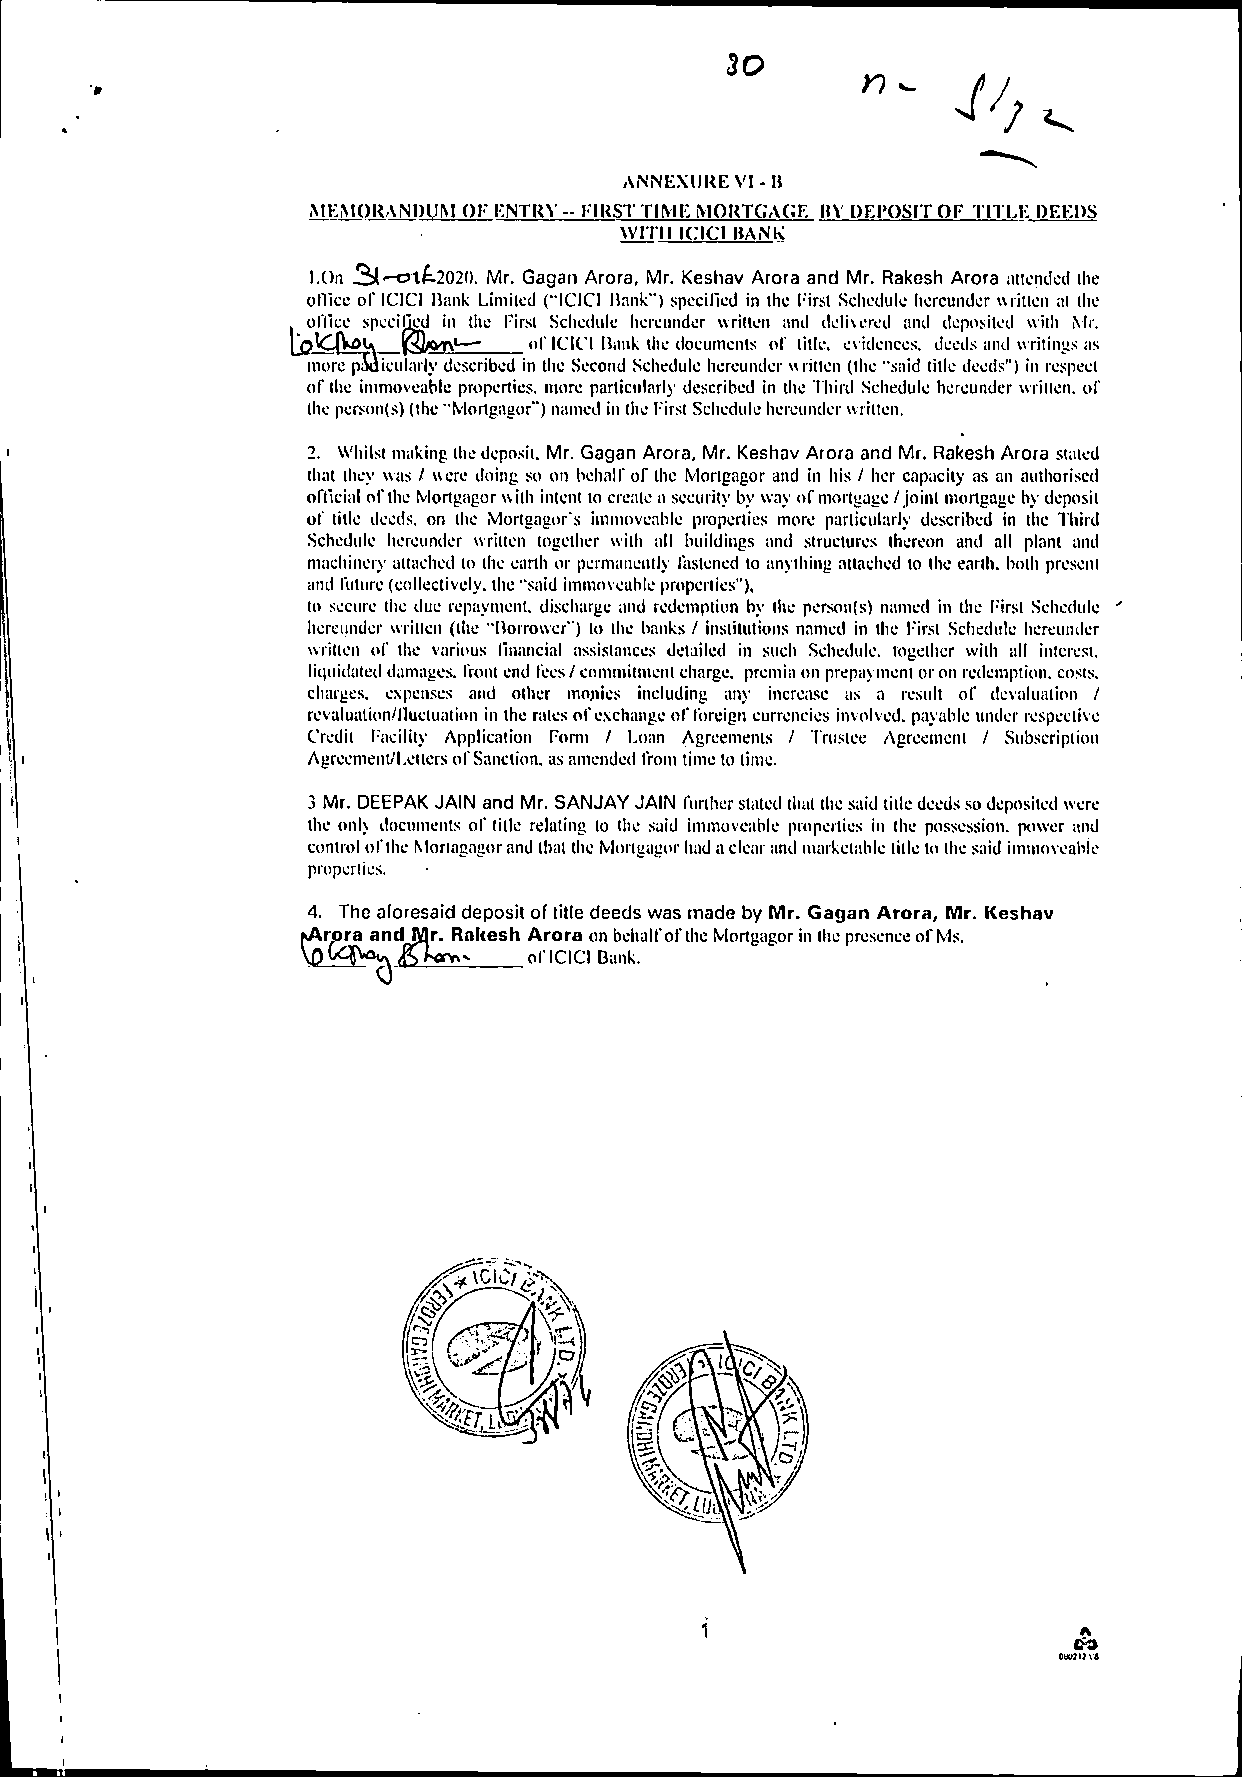 30
ANNEXURE VI - B
MEMORANDUM OF ENTRY -- FIRST TIME MORTGAGE BY DEPOSIT OF TITLE DEEDS
WITH ICICI BANK
1.On 2020, Mr. Gagan Arora, Mr. Keshav Arora and Mr. Rakesh Arora attended the
office of ICICI Bank Limited ("ICICI Bank") specified in the First Schedule hereunder written at the
office specified in the First Schedule hereunder written and delivered and deposited with Mr.
of ICICI Bank the documents of title, evidences, deeds and writings as
more particularly described in the Second Schedule hereunder written (the "said title deeds") in respect
of the immoveable properties, more particularly described in the Third Schedule hereunder written, of
the person(s) (the "Mortgagor") named in the First Schedule hereunder written.
2. Whilst making the deposit, Mr. Gagan Arora, Mr. Keshav Arora and Mr. Rakesh Arora stated
that they was / were doing so on behalf of the Mortgagor and in his / her capacity as an authorised
official of the Mortgagor with intent to create a security by way of mortgage / joint mortgage by deposit
of title deeds, on the Mortgagor's immoveable properties more particularly described in the Third
Schedule hereunder written together with all buildings and structures thereon and all plant and
machinery attached to the earth or permanently fastened to anything attached to the earth, both present
and future (collectively, the "said immoveable properties"),
to secure the due repayment, discharge and redemption by the person(s) named in the First Schedule
hereunder written (the "Borrower") to the banks / institutions named in the First Schedule hereunder
written of the various financial assistances detailed in such Schedule, together with all interest,
liquidated damages, front end fees / commitment charge, premia on prepayment or on redemption, costs,
charges, expenses and other monies including any increase as a result of devaluation /
revaluation/fluctuation in the rates of exchange of foreign currencies involved, payable under respective
Credit Facility Application Form / Loan Agreements / Trustee Agreement / Subscription
Agreement/Letters of Sanction, as amended from time to time.
3 Mr. DEEPAK JAIN and Mr. SANJAY JAIN further stated that the said title deeds so deposited were
the only documents of title relating to the said immoveable properties in the possession, power and
control of the Mortagagor and that the Mortgagor had a clear and marketable title to the said immoveable
properties.
4. The aforesaid deposit of title deeds was made by Mr. Gagan Arora, Mr. Keshav
Arora and Mr. Rakesh Arora on behalf of the Mortgagor in the presence of Ms.
of ICICI Bank.
ICICI BANK LTD.
FEROZE GANDHI MARKET,
ICICI BANK LTD.
FEROZE GANDHI MARKET,
1